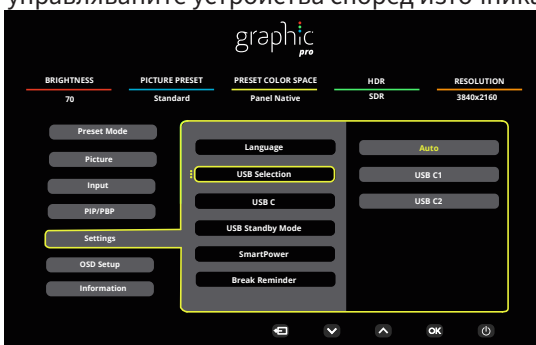 управляваните устройства според източника
graphic
pro
BRIGHTNESS PICTURE PRESET PRESET COLOR SPACE HDR RESOLUTION
70 Standard Panel Native SDR 3840x2160
Preset Mode
Picture
Input
PIP/PBP
Settings
OSD Setup
Information
Language
USB Selection
USB C
USB Standby Mode
SmartPower
Break Reminder
Auto
USB C1
USB C2
OK